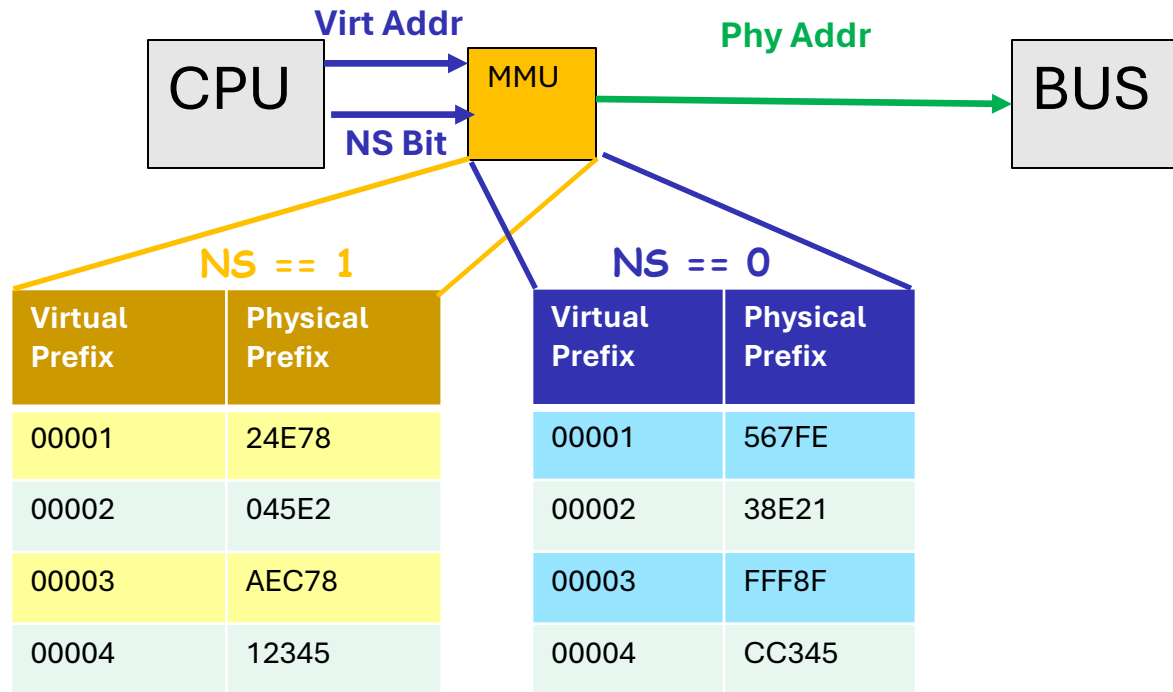 Virt Addr
Phy Addr
CPU
MMU
BUS
NS Bit
NS == 1
NS == 0
Virtual
Prefix
Physical
Prefix
Virtual
Prefix
Physical
Prefix
00001 24E78
00002 045E2
00003 AEC78
00004 12345
00001 567FE
00002 38E21
00003 FFF8F
00004 CC345